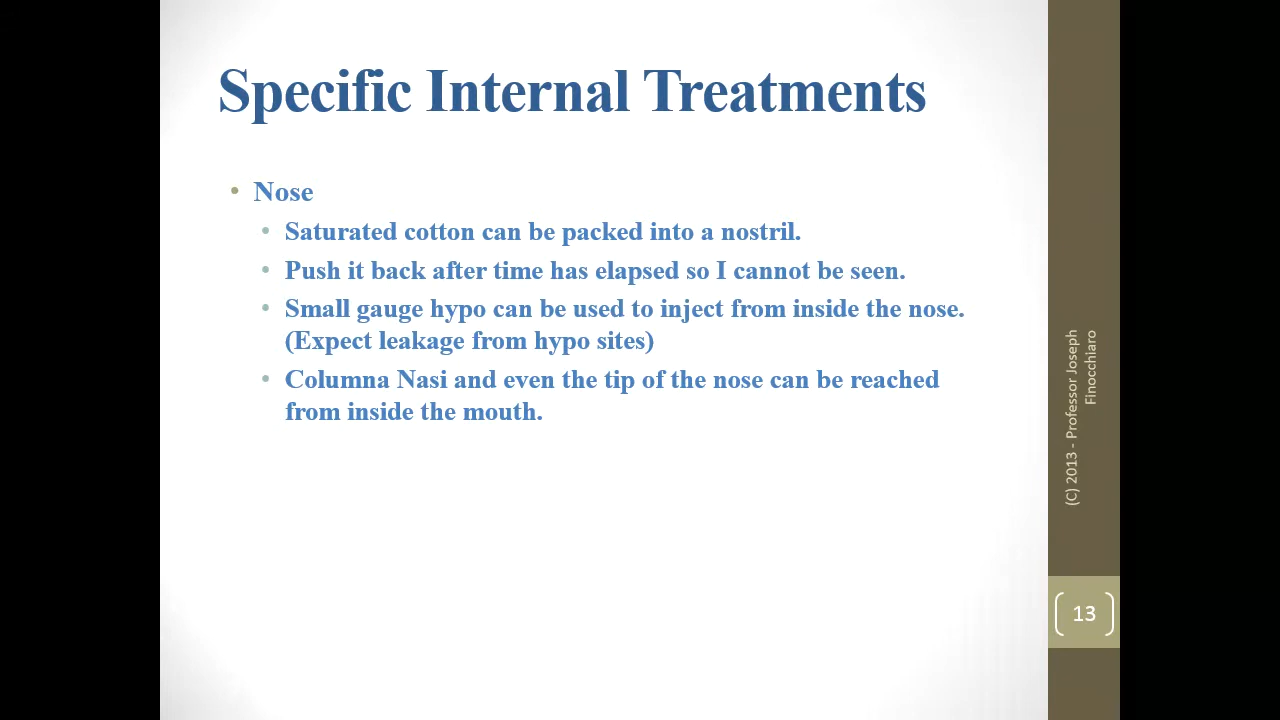 Specific Internal Treatments
• Nose
• Saturated cotton can be packed into a nostril.
• Push it back after time has elapsed so I cannot be seen.
• Small gauge hypo can be used to inject from inside the nose.
(Expect leakage from hypo sites)
• Columna Nasi and even the tip of the nose can be reached
from inside the mouth.
(C) 2013 - Professor Joseph
Finocchiaro
13